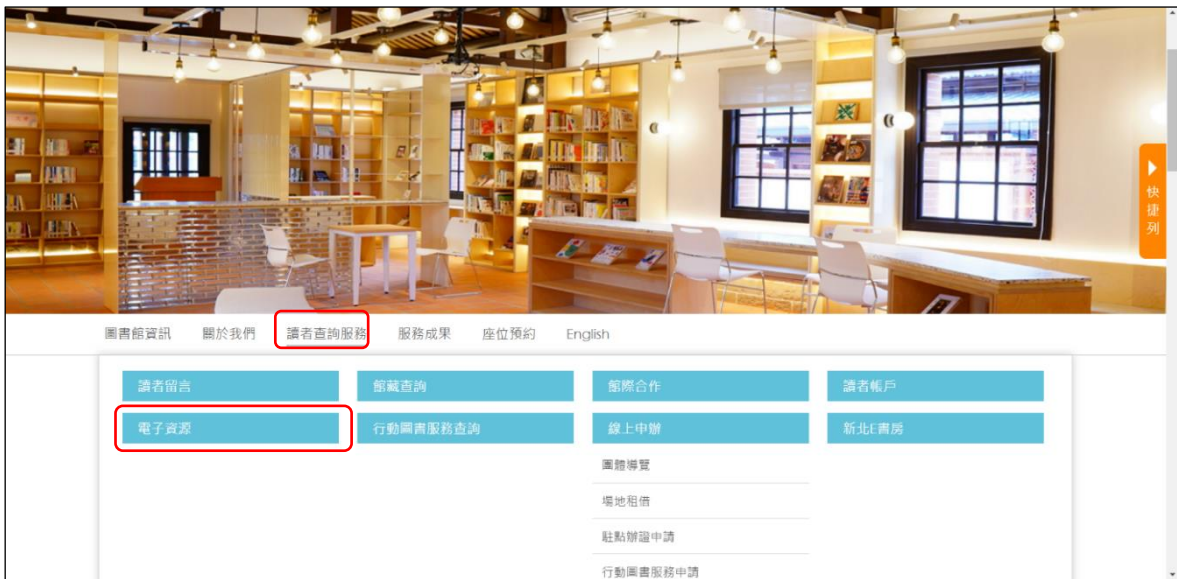 快捷列
圖書館資訊 關於我們 讀者查詢服務 服務成果 座位預約 English
讀者留言 館藏查詢 館際合作 讀者帳戶
電子資源 行動圖書服務查詢 線上申辦 新北E書房
團體導覽
場地租借
駐點辦證申請
行動圖書服務申請